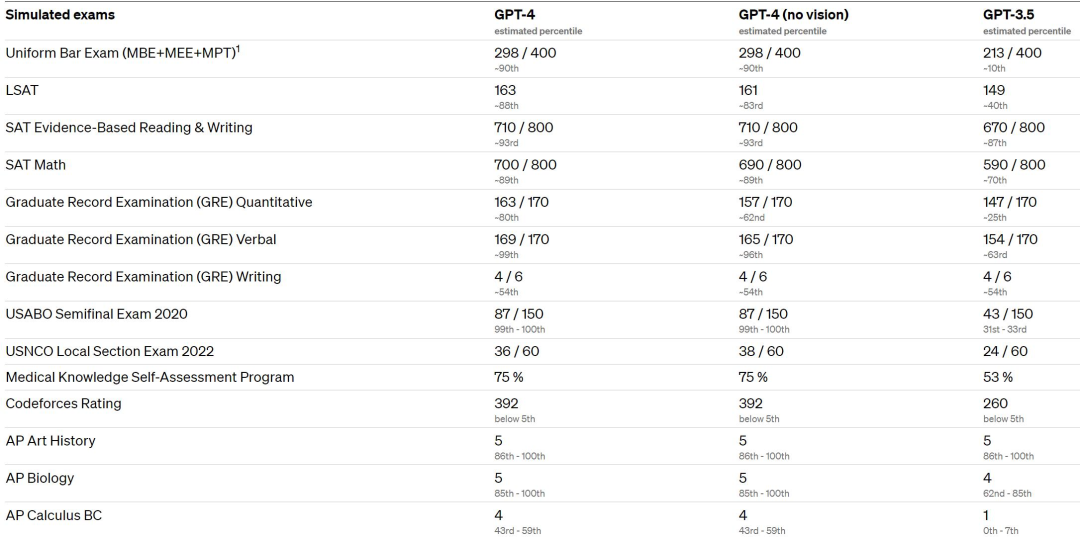 Simulated exams GPT-4 GPT-4 (no vision) GPT-3.5
estimated percentile estimated percentile estimated percentile
Uniform Bar Exam (MBE+MEE+MPT)¹ 298 / 400 298 / 400 213 / 400
~90th ~90th ~10th
LSAT 163 161 149
~88th ~83rd ~40th
SAT Evidence-Based Reading & Writing 710 / 800 710 / 800 670 / 800
~93rd ~93rd ~87th
SAT Math 700 / 800 690 / 800 590 / 800
~89th ~89th ~70th
Graduate Record Examination (GRE) Quantitative 163 / 170 157 / 170 147 / 170
~80th ~62nd ~25th
Graduate Record Examination (GRE) Verbal 169 / 170 165 / 170 154 / 170
~99th ~96th ~63rd
Graduate Record Examination (GRE) Writing 4 / 6 4 / 6 4 / 6
~54th ~54th ~54th
USABO Semifinal Exam 2020 87 / 150 87 / 150 43 / 150
99th - 100th 99th - 100th 31st - 33rd
USNCO Local Section Exam 2022 36 / 60 38 / 60 24 / 60
Medical Knowledge Self-Assessment Program 75 % 75 % 53 %
Codeforces Rating 392 392 260
below 5th below 5th below 5th
AP Art History 5 5 5
86th - 100th 86th - 100th 86th - 100th
AP Biology 5 5 4
85th - 100th 85th - 100th 62nd - 85th
AP Calculus BC 4 4 1
43rd - 59th 43rd - 59th 0th - 7th